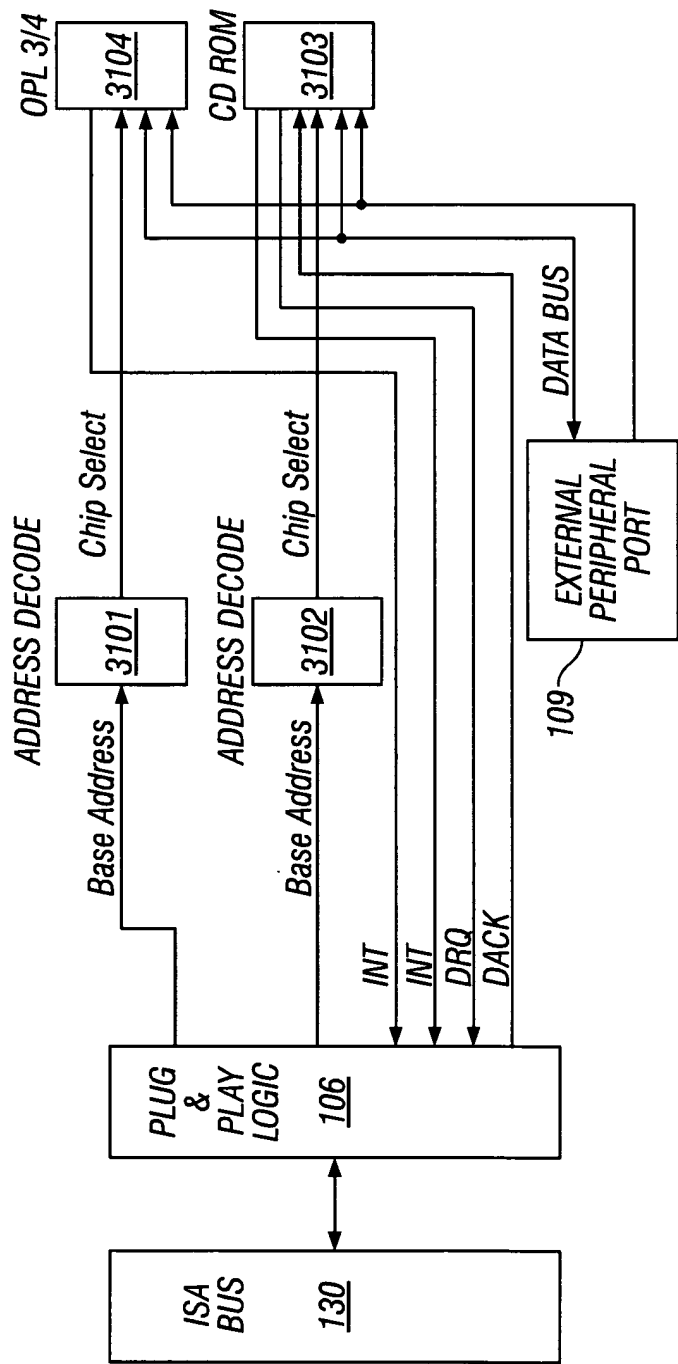 ISA
BUS
130
PLUG
&
PLAY
LOGIC
106
Base Address
ADDRESS DECODE
3101
Chip Select
OPL 3/4
3104
Base Address
ADDRESS DECODE
3102
Chip Select
CD ROM
3103
INT
INT
DRQ
DACK
DATA BUS
EXTERNAL
PERIPHERAL
PORT
109